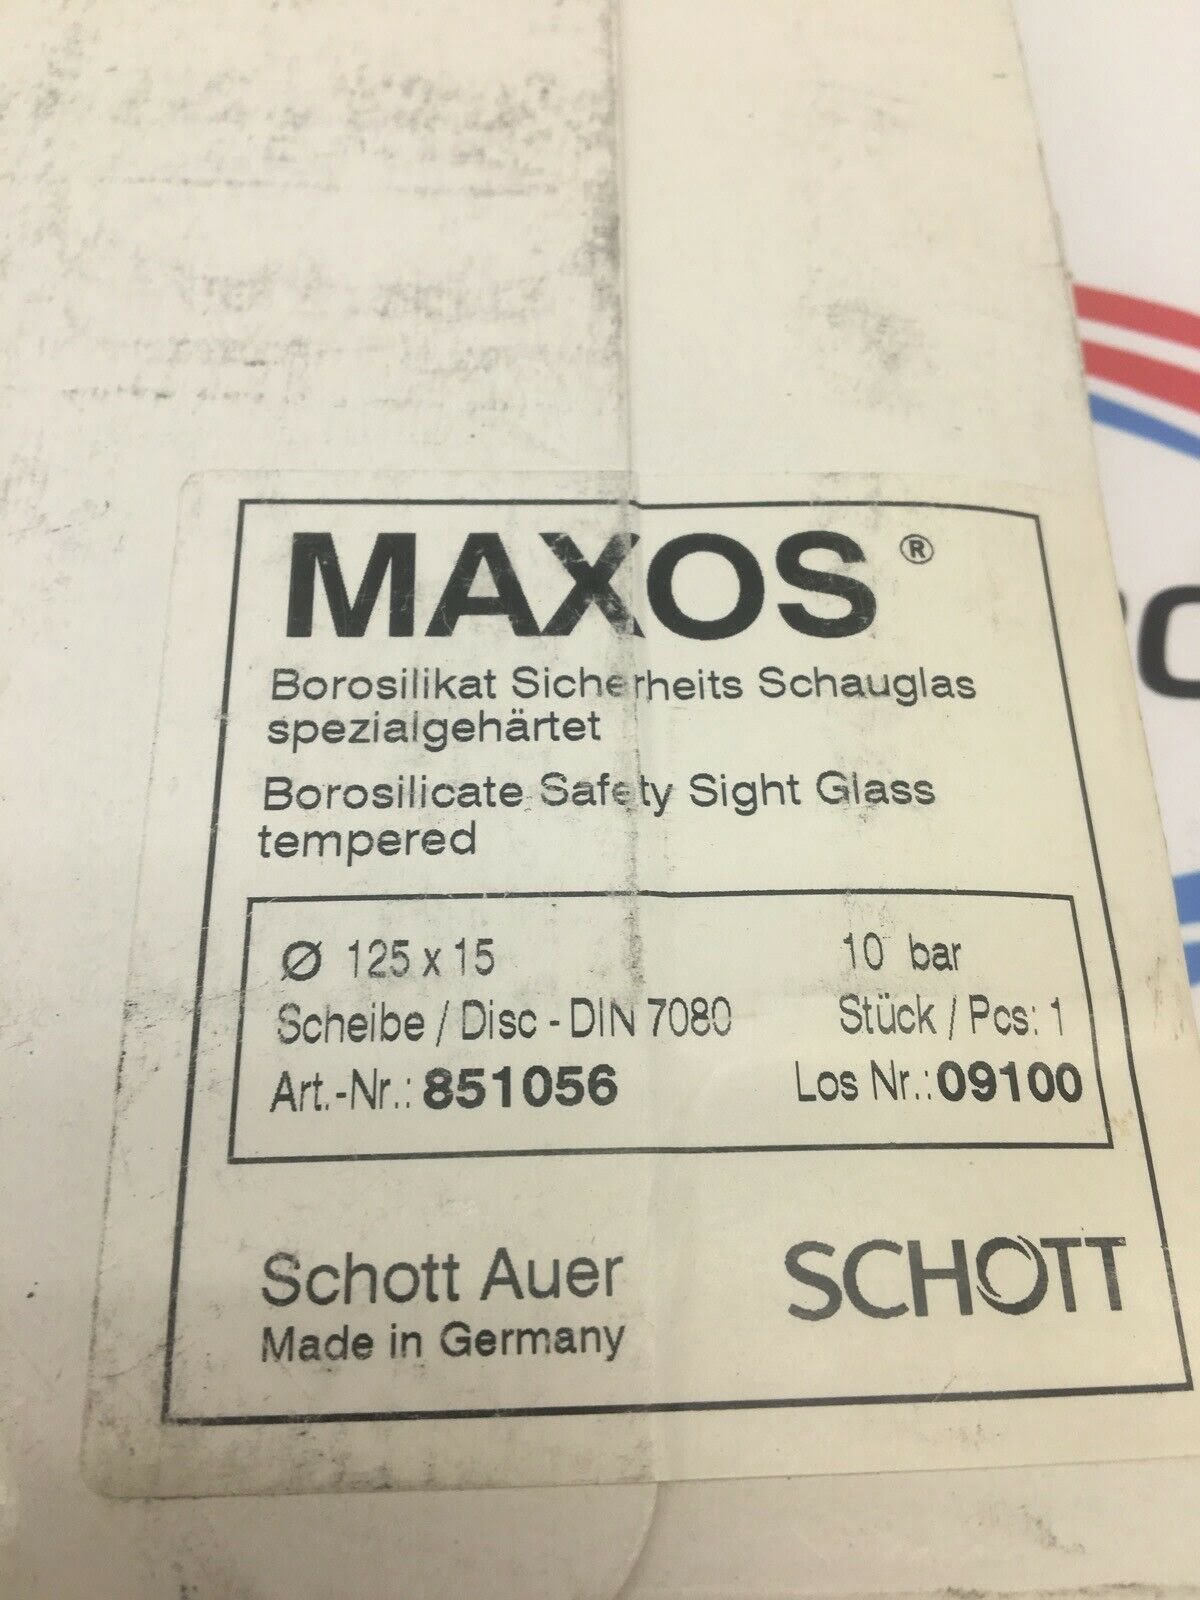 MAXOS®
Borosilikat Sicherheits Schauglas
spezialgehärtet
Borosilicate Safety Sight Glass
tempered
Ø 125 x 15 10 bar
Scheibe / Disc - DIN 7080 Stück / Pcs: 1
Art.-Nr.: 851056 Los Nr.: 09100
Schott Auer SCHOTT
Made in Germany